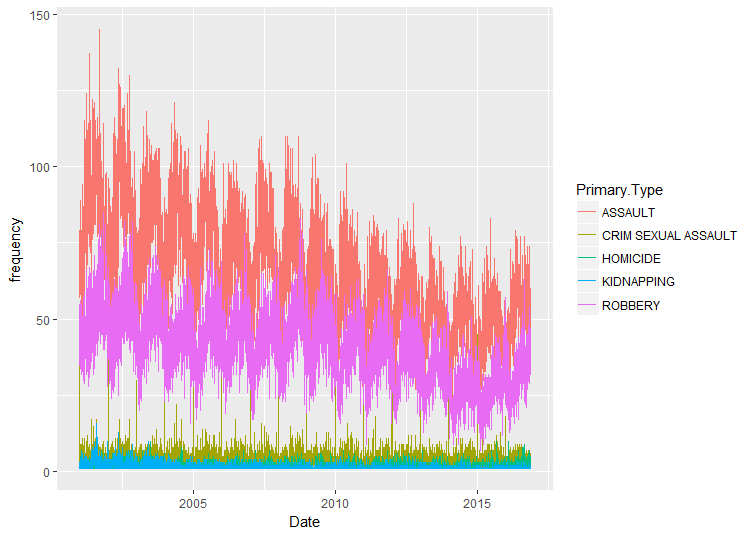 150
100
50
0
frequency
2005
2010
2015
Date
Primary.Type
ASSAULT
CRIM SEXUAL ASSAULT
HOMICIDE
KIDNAPPING
ROBBERY